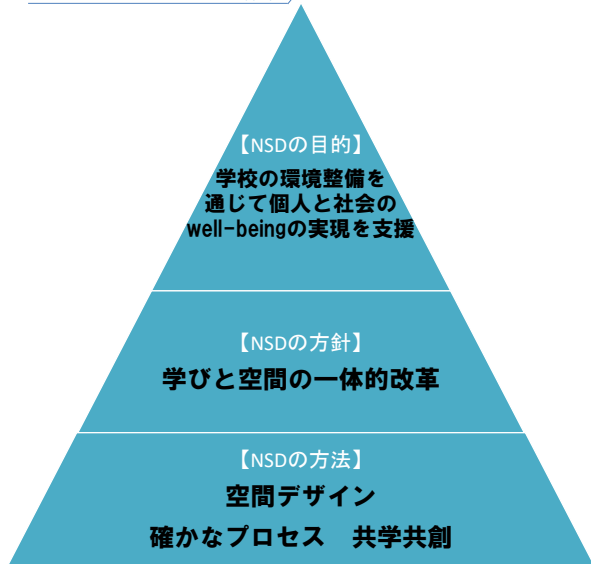 【NSDの目的】
学校の環境整備を
通じて個人と社会の
well-beingの実現を支援
【NSDの方針】
学びと空間の一体的改革
【NSDの方法】
空間デザイン
確かなプロセス　共学共創